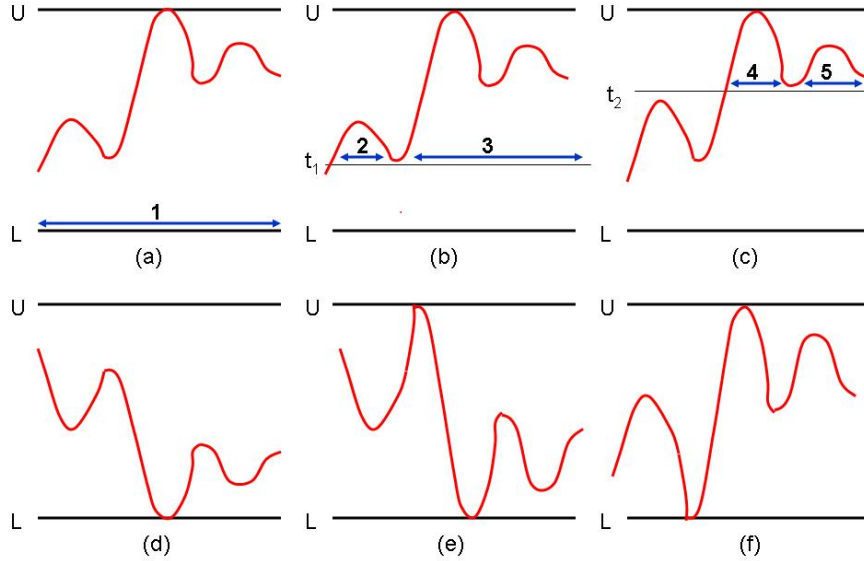 U U U
4 5
t₂
2 3
t₁
1
L L L
(a) (b) (c)
U U U
L L L
(d) (e) (f)